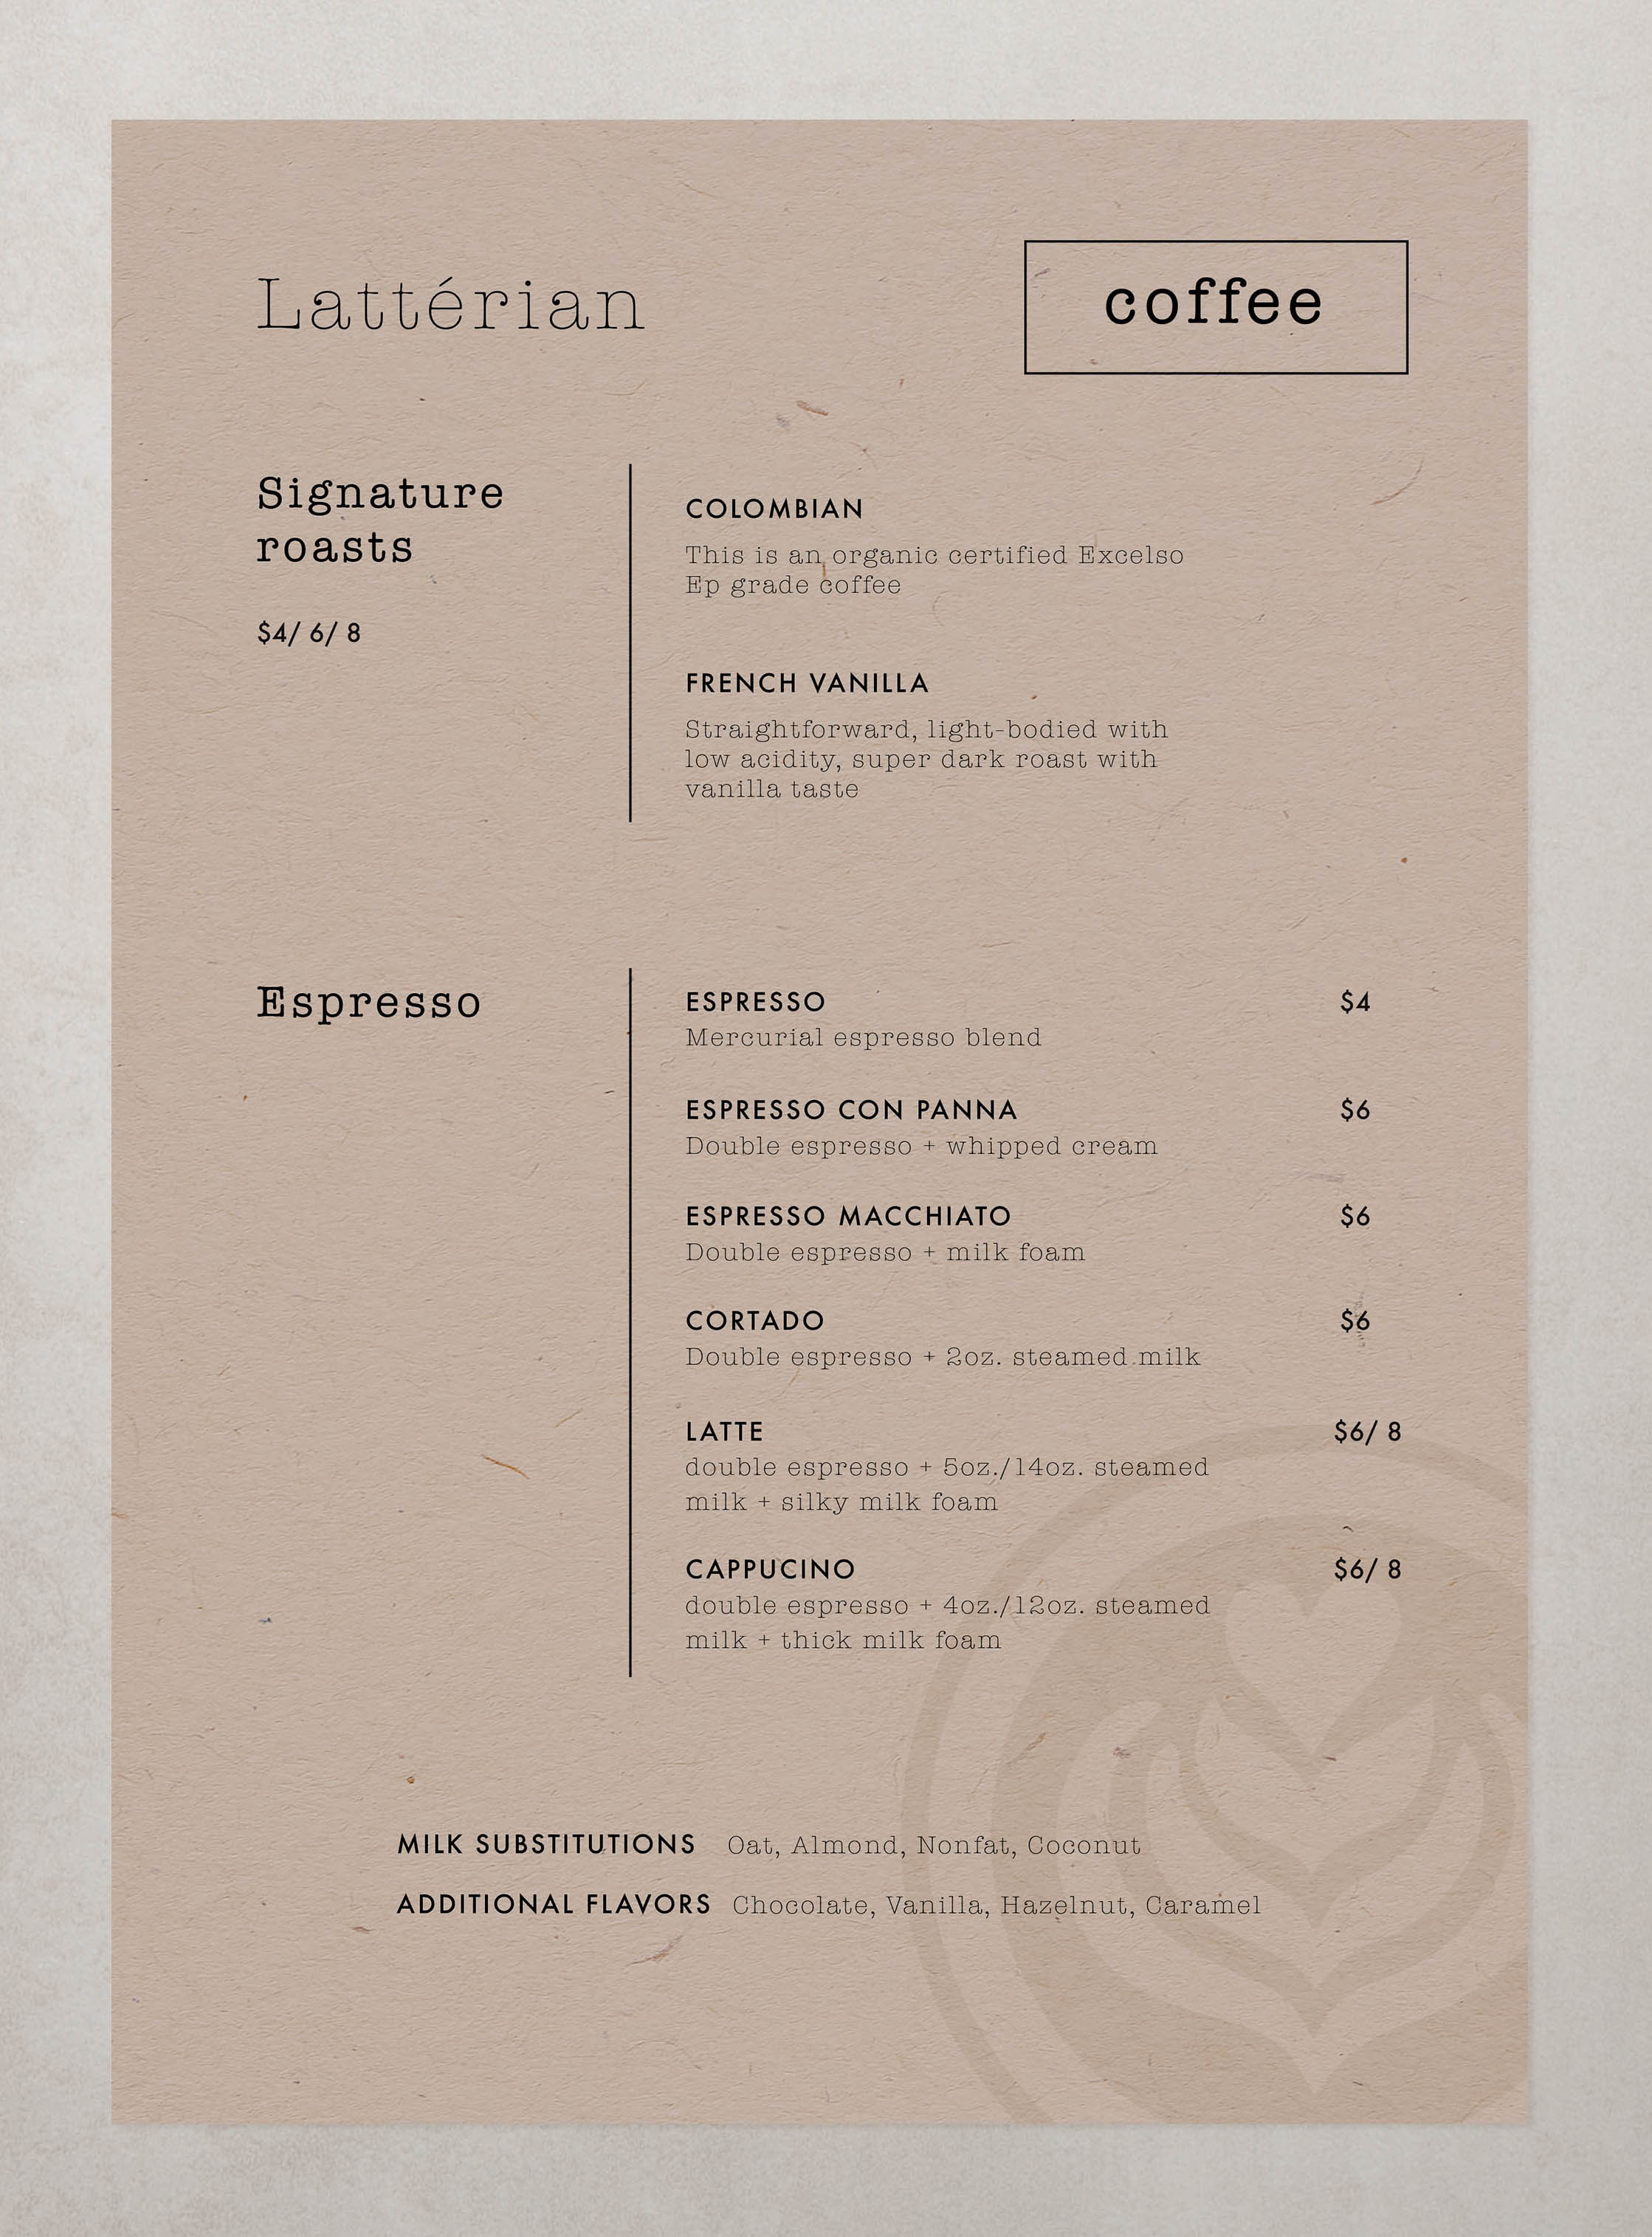 Lattérian
coffee
Signature
roasts
$4/ 6/ 8
COLOMBIAN
This is an organic certified Excelso
Ep grade coffee
FRENCH VANILLA
Straightforward, light-bodied with
low acidity, super dark roast with
vanilla taste
Espresso
ESPRESSO $4
Mercurial espresso blend
ESPRESSO CON PANNA $6
Double espresso + whipped cream
ESPRESSO MACCHIATO $6
Double espresso + milk foam
CORTADO $6
Double espresso + 2oz. steamed milk
LATTE $6/ 8
double espresso + 5oz./14oz. steamed
milk + silky milk foam
CAPPUCINO $6/ 8
double espresso + 4oz./12oz. steamed
milk + thick milk foam
MILK SUBSTITUTIONS Oat, Almond, Nonfat, Coconut
ADDITIONAL FLAVORS Chocolate, Vanilla, Hazelnut, Caramel